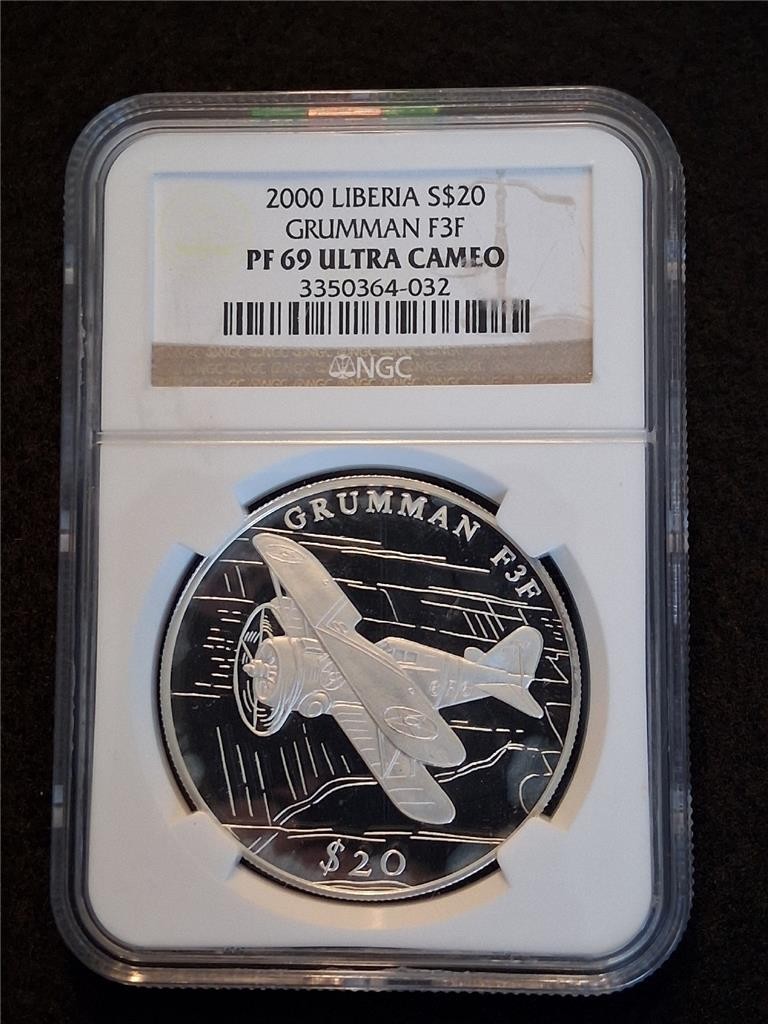 2000 LIBERIA S$20
GRUMMAN F3F
PF 69 ULTRA CAMEO
3350364-032
NGC
GRUMMAN F3F
$20